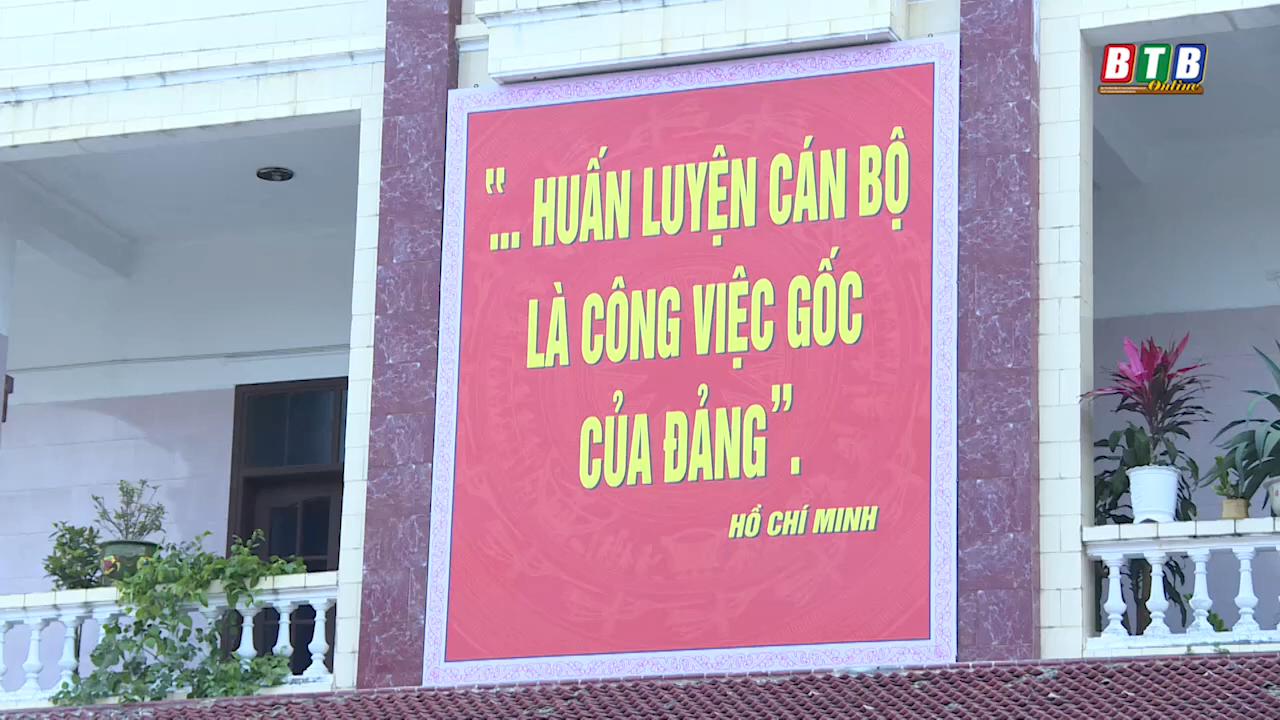 BTB
Online
"... HUẤN LUYỆN CÁN BỘ
LÀ CÔNG VIỆC GỐC
CỦA ĐẢNG".
HỒ CHÍ MINH